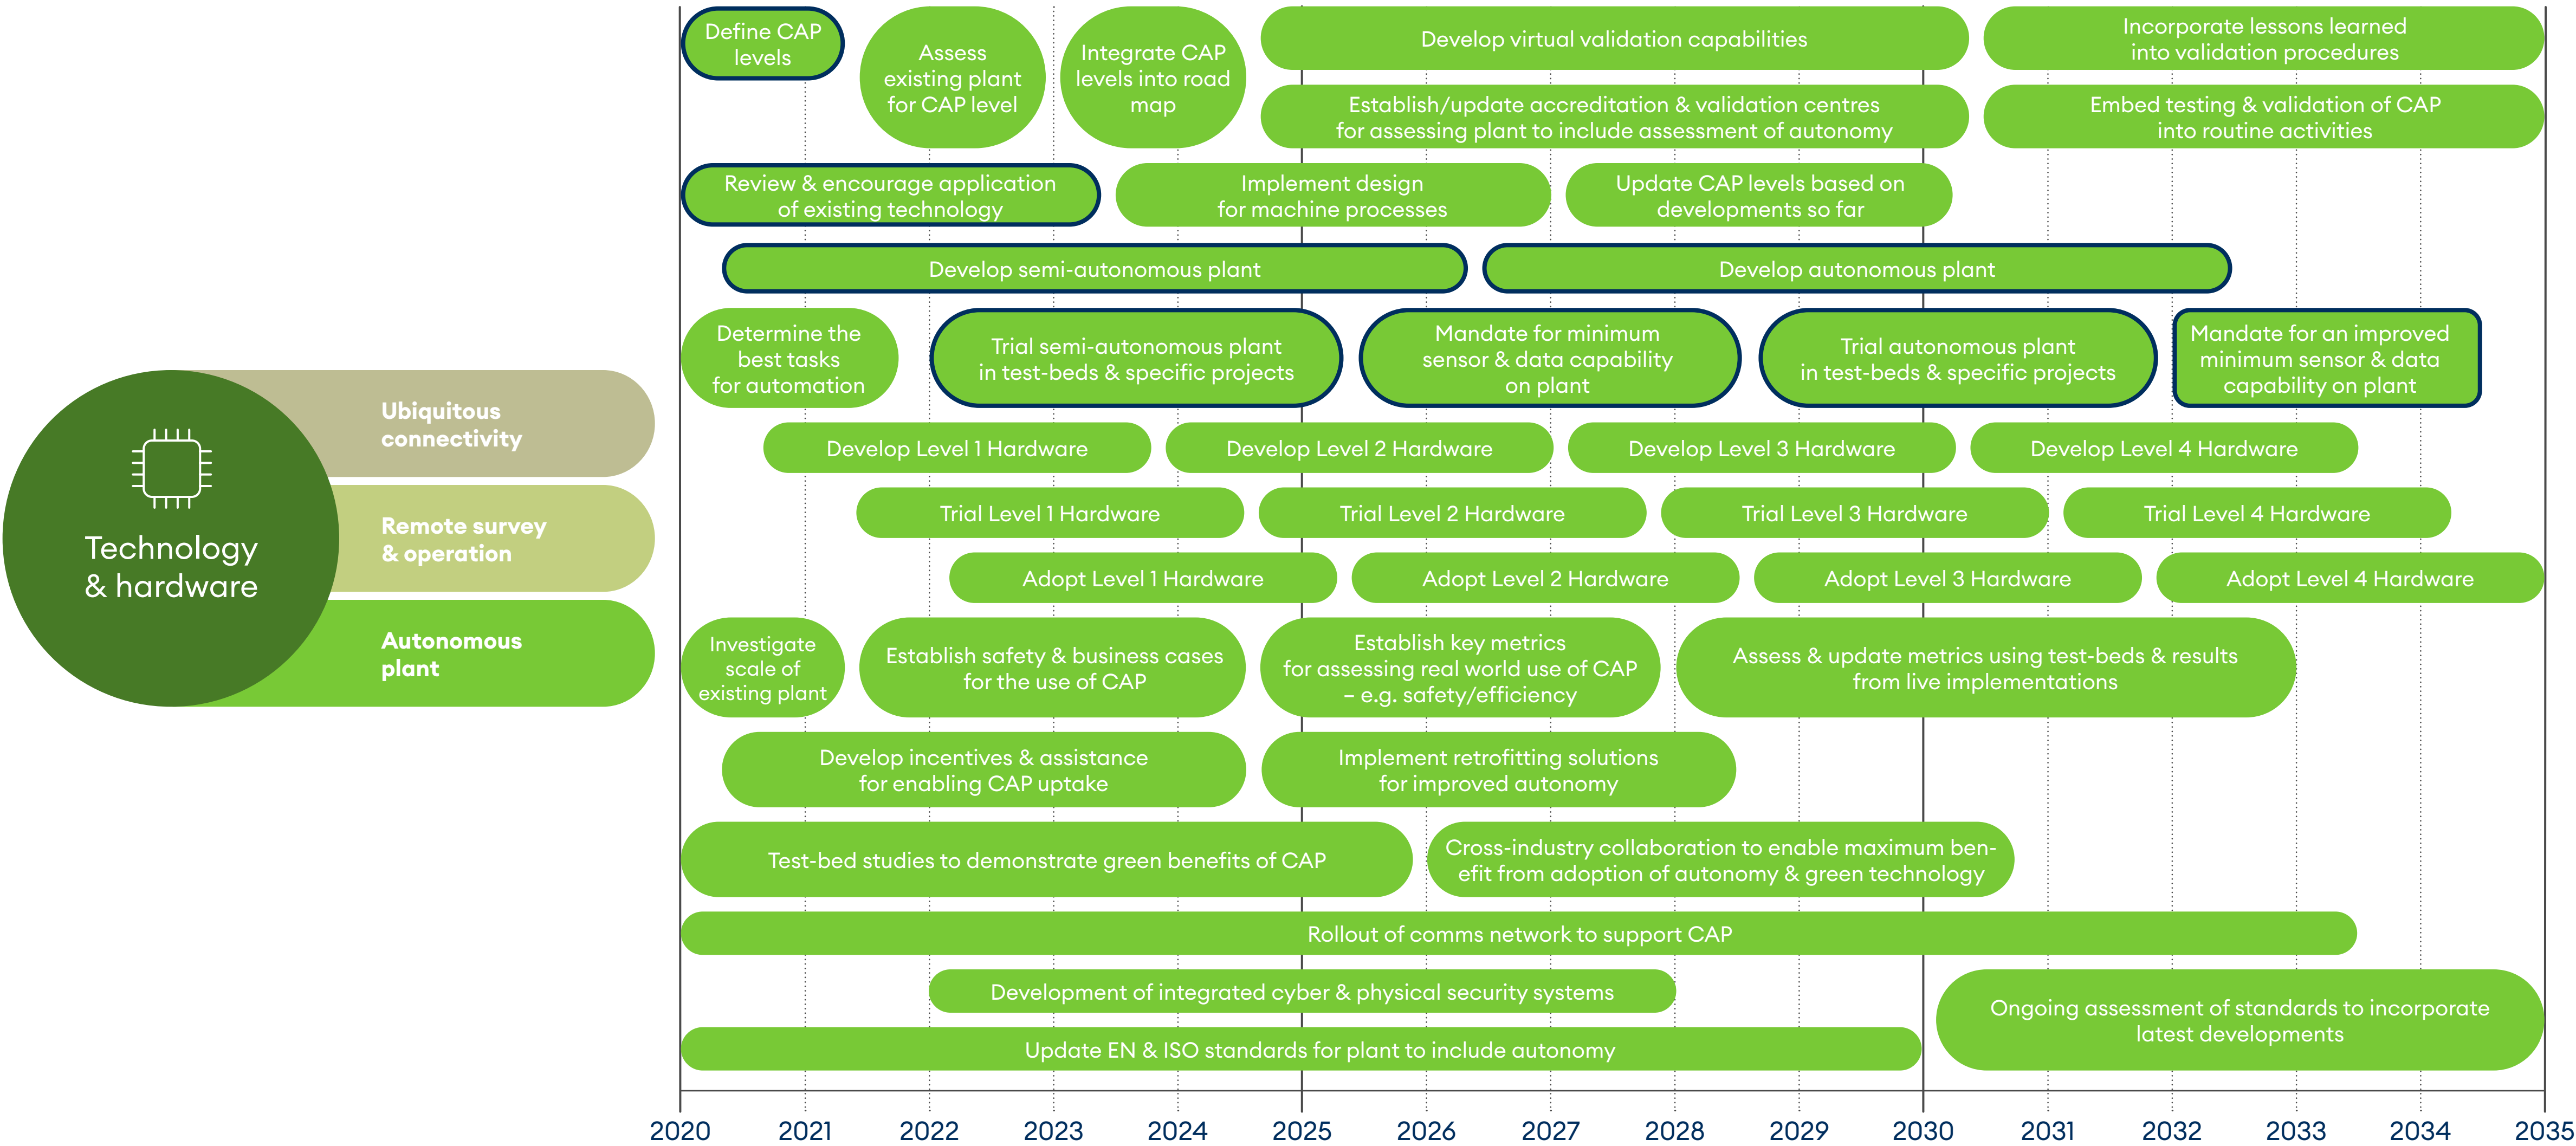 Define CAP
levels
Assess
existing plant
for CAP level
Integrate CAP
levels into road
map
Develop virtual validation capabilities
Incorporate lessons learned
into validation procedures
Establish/update accreditation & validation centres
for assessing plant to include assessment of autonomy
Embed testing & validation of CAP
into routine activities
Review & encourage application
of existing technology
Implement design
for machine processes
Update CAP levels based on
developments so far
Develop semi-autonomous plant
Develop autonomous plant
Determine the
best tasks
for automation
Trial semi-autonomous plant
in test-beds & specific projects
Mandate for minimum
sensor & data capability
on plant
Trial autonomous plant
in test-beds & specific projects
Mandate for an improved
minimum sensor & data
capability on plant
Ubiquitous
connectivity
Remote survey
& operation
Autonomous
plant
Technology
& hardware
Develop Level 1 Hardware
Develop Level 2 Hardware
Develop Level 3 Hardware
Develop Level 4 Hardware
Trial Level 1 Hardware
Trial Level 2 Hardware
Trial Level 3 Hardware
Trial Level 4 Hardware
Adopt Level 1 Hardware
Adopt Level 2 Hardware
Adopt Level 3 Hardware
Adopt Level 4 Hardware
Investigate
scale of
existing plant
Establish safety & business cases
for the use of CAP
Establish key metrics
for assessing real world use of CAP
– e.g. safety/efficiency
Assess & update metrics using test-beds & results
from live implementations
Develop incentives & assistance
for enabling CAP uptake
Implement retrofitting solutions
for improved autonomy
Test-bed studies to demonstrate green benefits of CAP
Cross-industry collaboration to enable maximum ben-
efit from adoption of autonomy & green technology
Rollout of comms network to support CAP
Development of integrated cyber & physical security systems
Ongoing assessment of standards to incorporate
latest developments
Update EN & ISO standards for plant to include autonomy
2020 2021 2022 2023 2024 2025 2026 2027 2028 2029 2030 2031 2032 2033 2034 2035